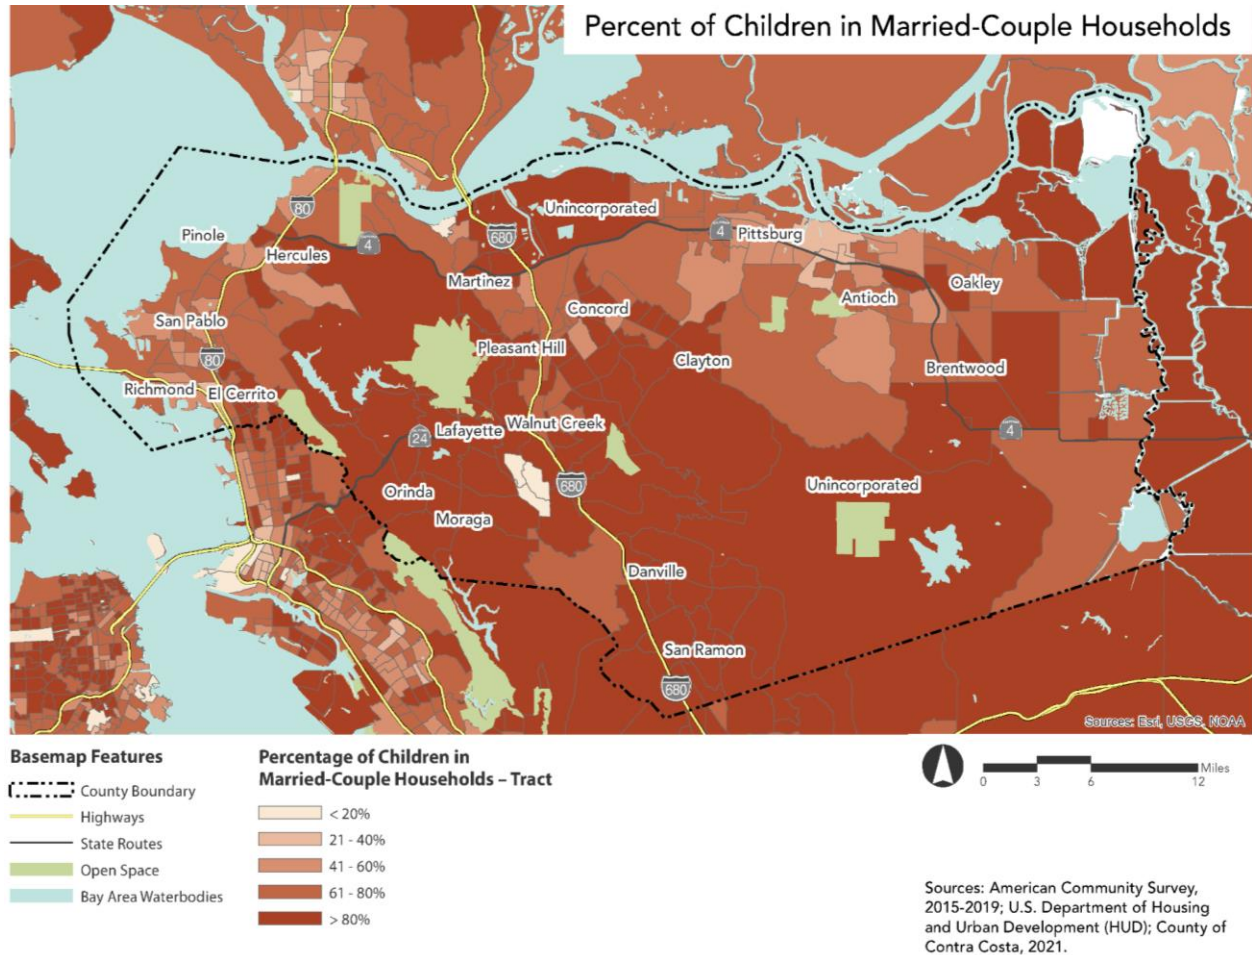 Percent of Children in Married-Couple Households
80
Unincorporated
680
4
Pittsburg
Pinole
Hercules
4
Martinez
Oakley
Antioch
Concord
San Pablo
Pleasant Hill
80
Clayton
Brentwood
Richmond
El Cerrito
Walnut Creek
Lafayette
24
4
Orinda
680
Unincorporated
Moraga
Danville
San Ramon
680
Sources: Esri, USGS, NOAA
Basemap Features
County Boundary
Highways
State Routes
Open Space
Bay Area Waterbodies
Percentage of Children in
Married-Couple Households – Tract
< 20%
21 - 40%
41 - 60%
61 - 80%
> 80%
0 3 6 12 Miles
Sources: American Community Survey,
2015-2019; U.S. Department of Housing
and Urban Development (HUD); County of
Contra Costa, 2021.